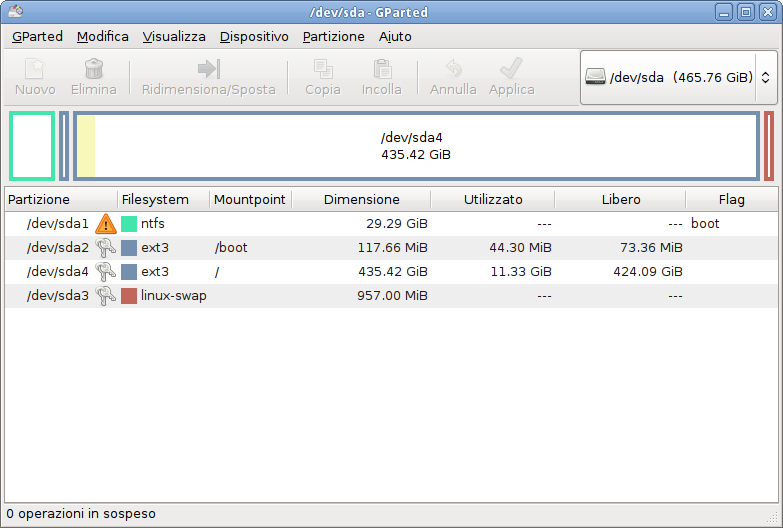 /dev/sda - GParted
GParted Modifica Visualizza Dispositivo Partizione Aiuto
Nuovo Elimina Ridimensiona/Sposta Copia Incolla Annulla Applica /dev/sda (465.76 GiB)
/dev/sda4
435.42 GiB
Partizione Filesystem Mountpoint Dimensione Utilizzato Libero Flag
/dev/sda1 ntfs 29.29 GiB --- --- boot
/dev/sda2 ext3 /boot 117.66 MiB 44.30 MiB 73.36 MiB
/dev/sda4 ext3 / 435.42 GiB 11.33 GiB 424.09 GiB
/dev/sda3 linux-swap 957.00 MiB --- ---
0 operazioni in sospeso